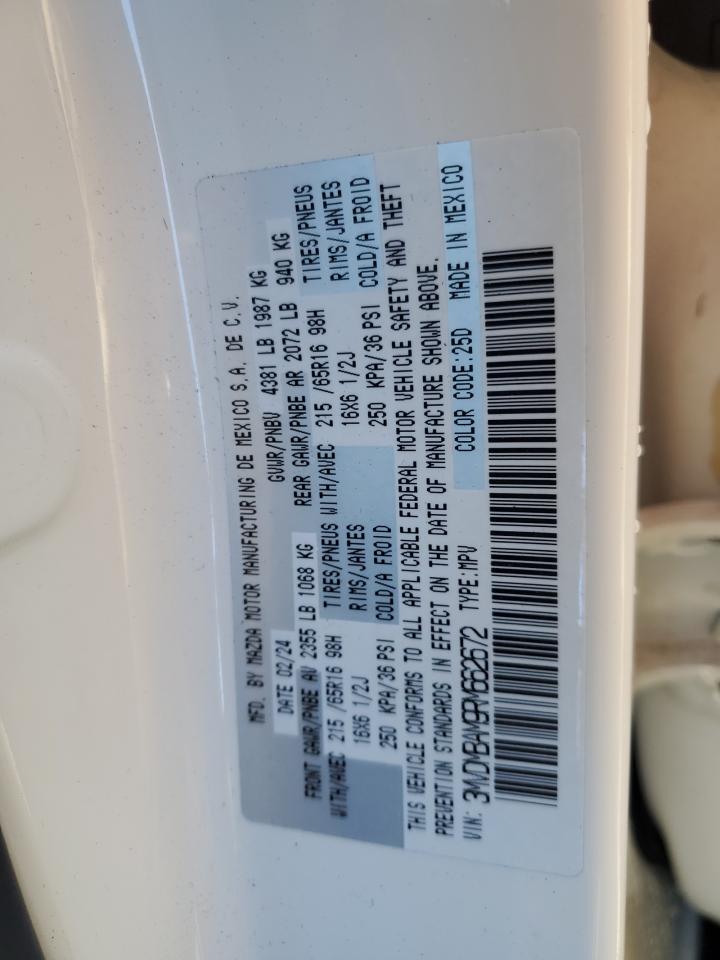 MFD. BY MAZDA MOTOR MANUFACTURING DE MEXICO S.A. DE C.V.
DATE 02/24 GVWR/PNBV 4381 LB 1987 KG
FRONT GAWR/PNBE AV 2355 LB 1068 KG REAR GAWR/PNBE AR 2072 LB 940 KG
WITH/AVEC 215 /65R16 98H TIRES/PNEUS WITH/AVEC 215 /65R16 98H TIRES/PNEUS
16X6 1/2J RIMS/JANTES 16X6 1/2J RIMS/JANTES
250 KPA/36 PSI COLD/A FROID 250 KPA/36 PSI COLD/A FROID
THIS VEHICLE CONFORMS TO ALL APPLICABLE FEDERAL MOTOR VEHICLE SAFETY AND THEFT
PREVENTION STANDARDS IN EFFECT ON THE DATE OF MANUFACTURE SHOWN ABOVE.
VIN: 3MVDMBAM9RM662672 TYPE:MPV COLOR CODE:25D MADE IN MEXICO